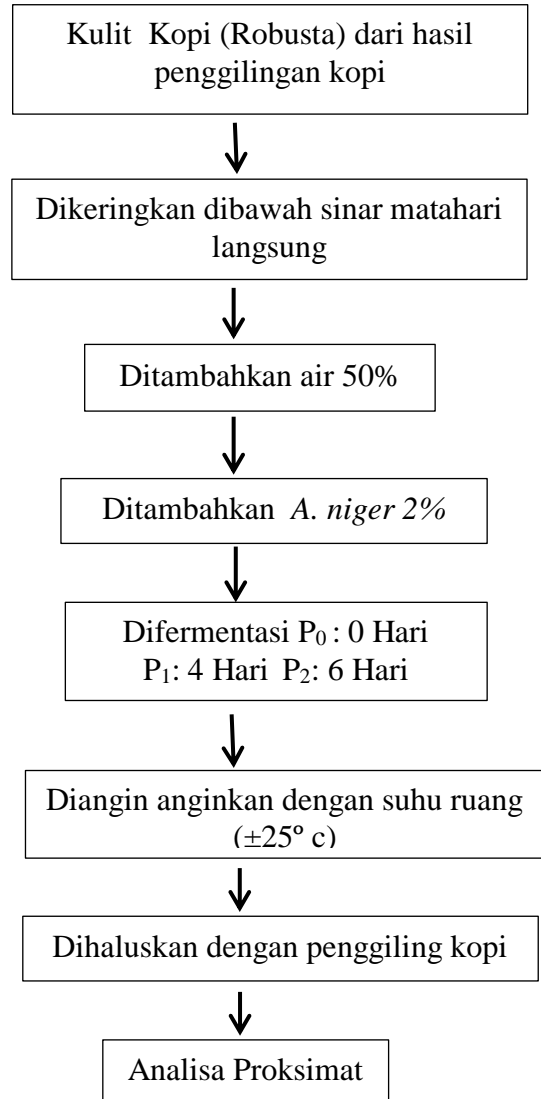 Kulit  Kopi (Robusta) dari hasil
penggilingan kopi
Dikeringkan dibawah sinar matahari
langsung
Ditambahkan air 50%
Ditambahkan  A. niger 2%
Difermentasi P₀ : 0 Hari
P₁: 4 Hari  P₂: 6 Hari
Diangin anginkan dengan suhu ruang
(±25º c)
Dihaluskan dengan penggiling kopi
Analisa Proksimat